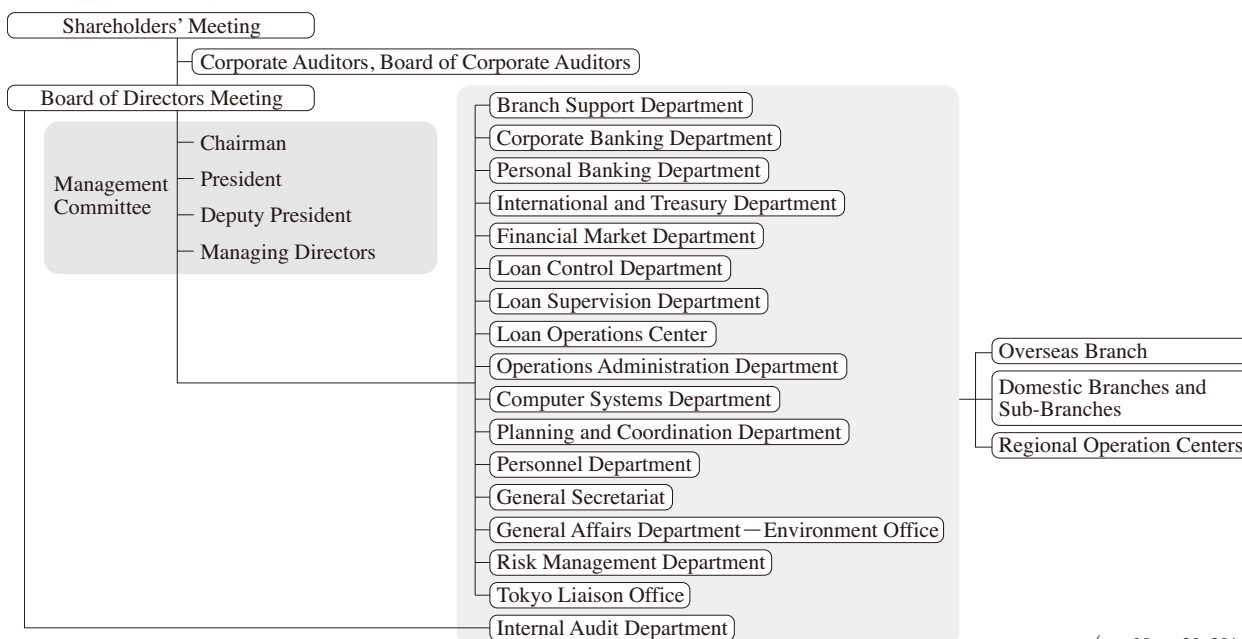 Shareholders’ Meeting
Corporate Auditors, Board of Corporate Auditors
Board of Directors Meeting
Management
Committee
Chairman
President
Deputy President
Managing Directors
Branch Support Department
Corporate Banking Department
Personal Banking Department
International and Treasury Department
Financial Market Department
Loan Control Department
Loan Supervision Department
Loan Operations Center
Operations Administration Department
Computer Systems Department
Planning and Coordination Department
Personnel Department
General Secretariat
General Affairs Department—Environment Office
Risk Management Department
Tokyo Liaison Office
Internal Audit Department
Overseas Branch
Domestic Branches and
Sub-Branches
Regional Operation Centers